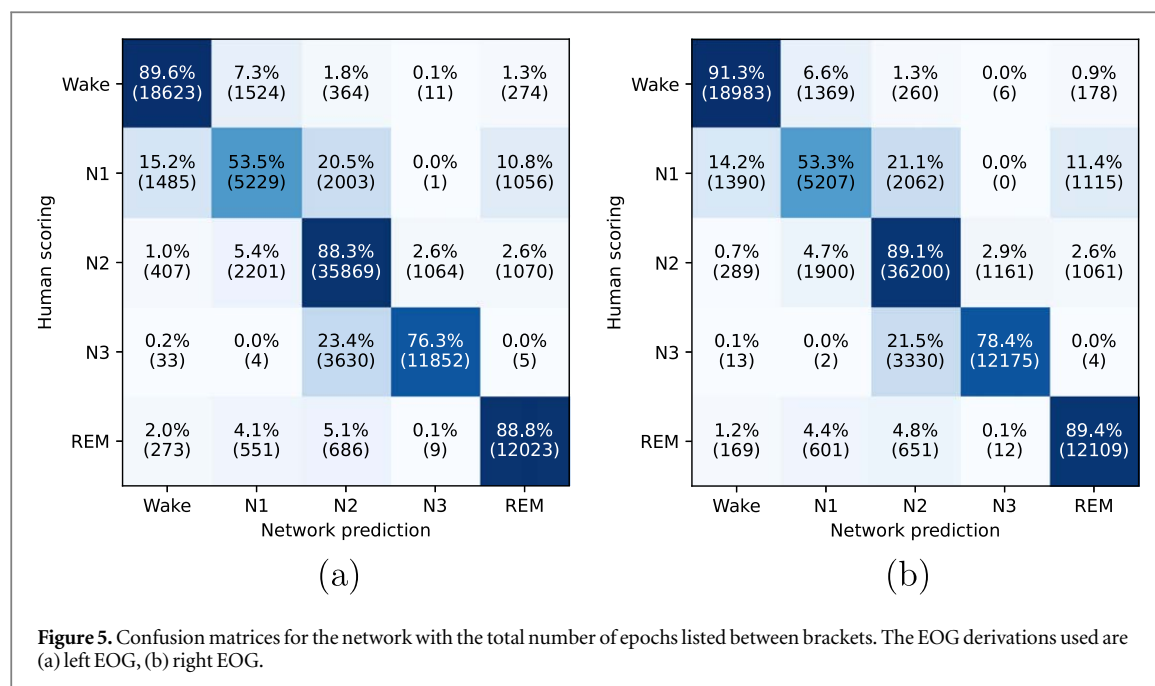 Human scoring
Wake
N1
N2
N3
REM
89.6% 7.3% 1.8% 0.1% 1.3%
(18623) (1524) (364) (11) (274)
15.2% 53.5% 20.5% 0.0% 10.8%
(1485) (5229) (2003) (1) (1056)
1.0% 5.4% 88.3% 2.6% 2.6%
(407) (2201) (35869) (1064) (1070)
0.2% 0.0% 23.4% 76.3% 0.0%
(33) (4) (3630) (11852) (5)
2.0% 4.1% 5.1% 0.1% 88.8%
(273) (551) (686) (9) (12023)
Wake N1 N2 N3 REM
Network prediction
(a)
Human scoring
Wake
N1
N2
N3
REM
91.3% 6.6% 1.3% 0.0% 0.9%
(18983) (1369) (260) (6) (178)
14.2% 53.3% 21.1% 0.0% 11.4%
(1390) (5207) (2062) (0) (1115)
0.7% 4.7% 89.1% 2.9% 2.6%
(289) (1900) (36200) (1161) (1061)
0.1% 0.0% 21.5% 78.4% 0.0%
(13) (2) (3330) (12175) (4)
1.2% 4.4% 4.8% 0.1% 89.4%
(169) (601) (651) (12) (12109)
Wake N1 N2 N3 REM
Network prediction
(b)
Figure 5. Confusion matrices for the network with the total number of epochs listed between brackets. The EOG derivations used are
(a) left EOG, (b) right EOG.